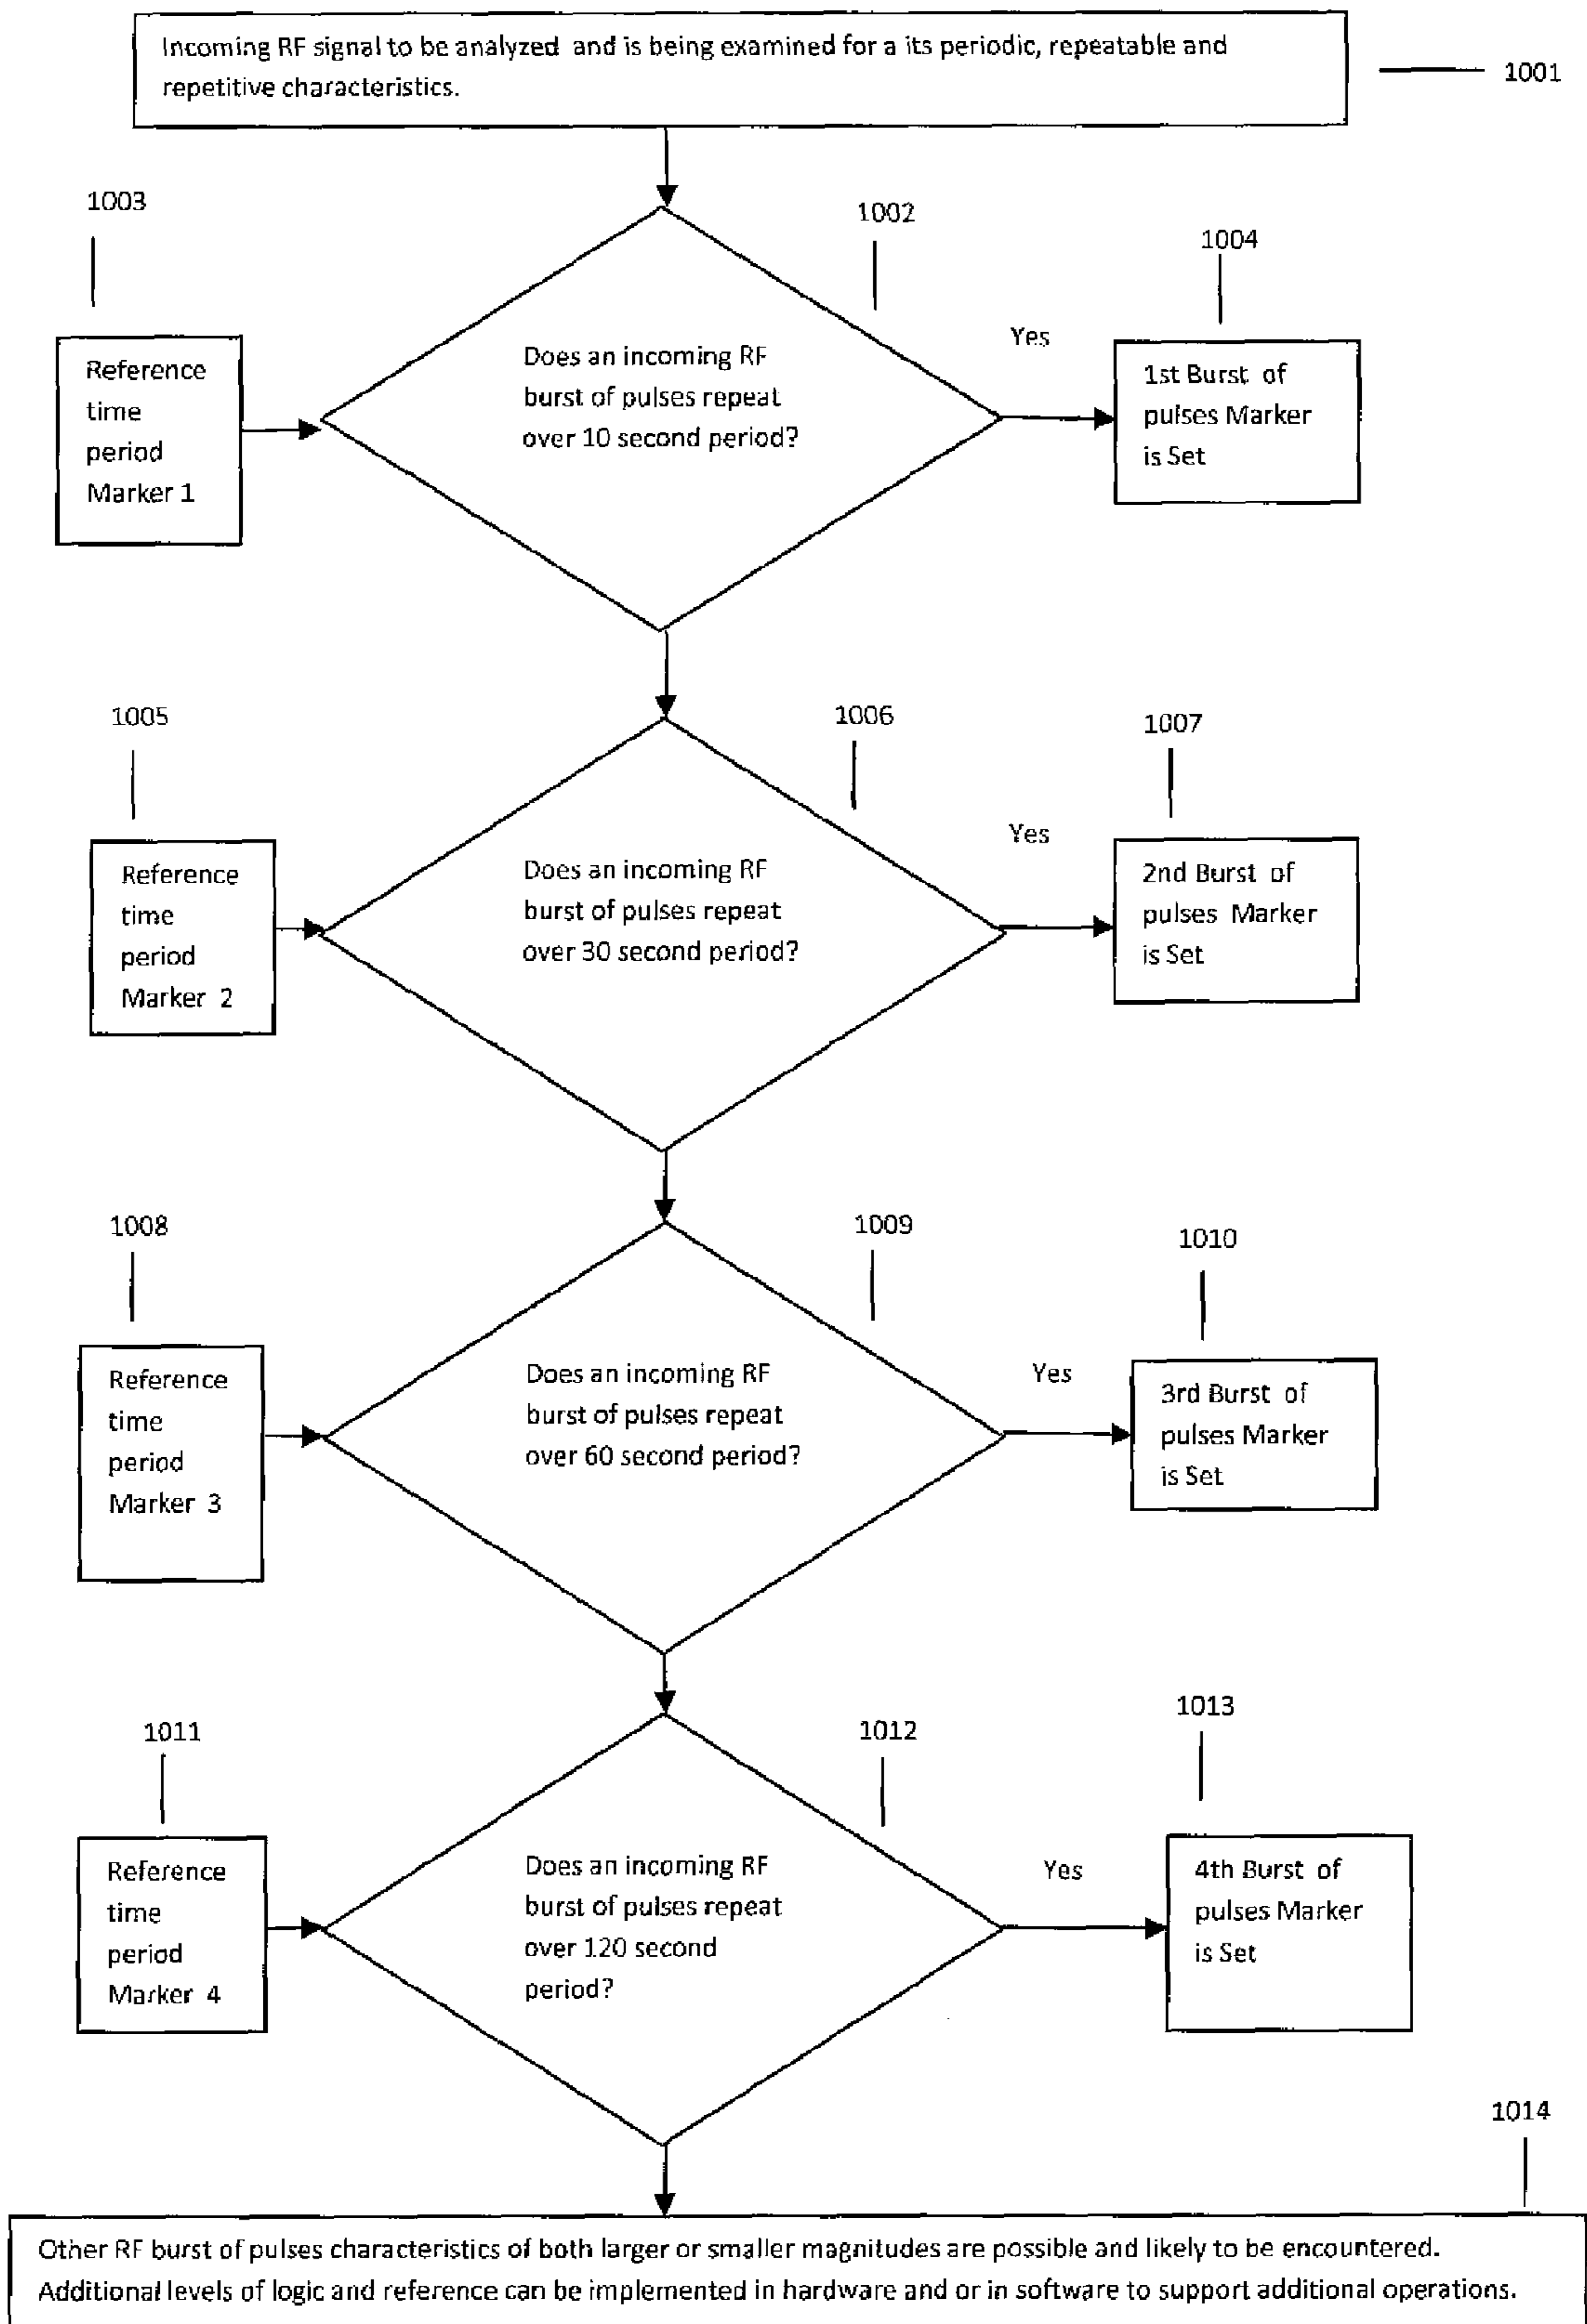 Incoming RF signal to be analyzed and is being examined for a its periodic, repeatable and
repetitive characteristics.
1001
1003
1002
1004
Reference
time
period
Marker 1
Does an incoming RF
burst of pulses repeat
over 10 second period?
Yes
1st Burst of
pulses Marker
is Set
1005
1006
1007
Reference
time
period
Marker 2
Does an incoming RF
burst of pulses repeat
over 30 second period?
Yes
2nd Burst of
pulses Marker
is Set
1008
1009
1010
Reference
time
period
Marker 3
Does an incoming RF
burst of pulses repeat
over 60 second period?
Yes
3rd Burst of
pulses Marker
is Set
1011
1012
1013
Reference
time
period
Marker 4
Does an incoming RF
burst of pulses repeat
over 120 second
period?
Yes
4th Burst of
pulses Marker
is Set
1014
Other RF burst of pulses characteristics of both larger or smaller magnitudes are possible and likely to be encountered.
Additional levels of logic and reference can be implemented in hardware and or in software to support additional operations.